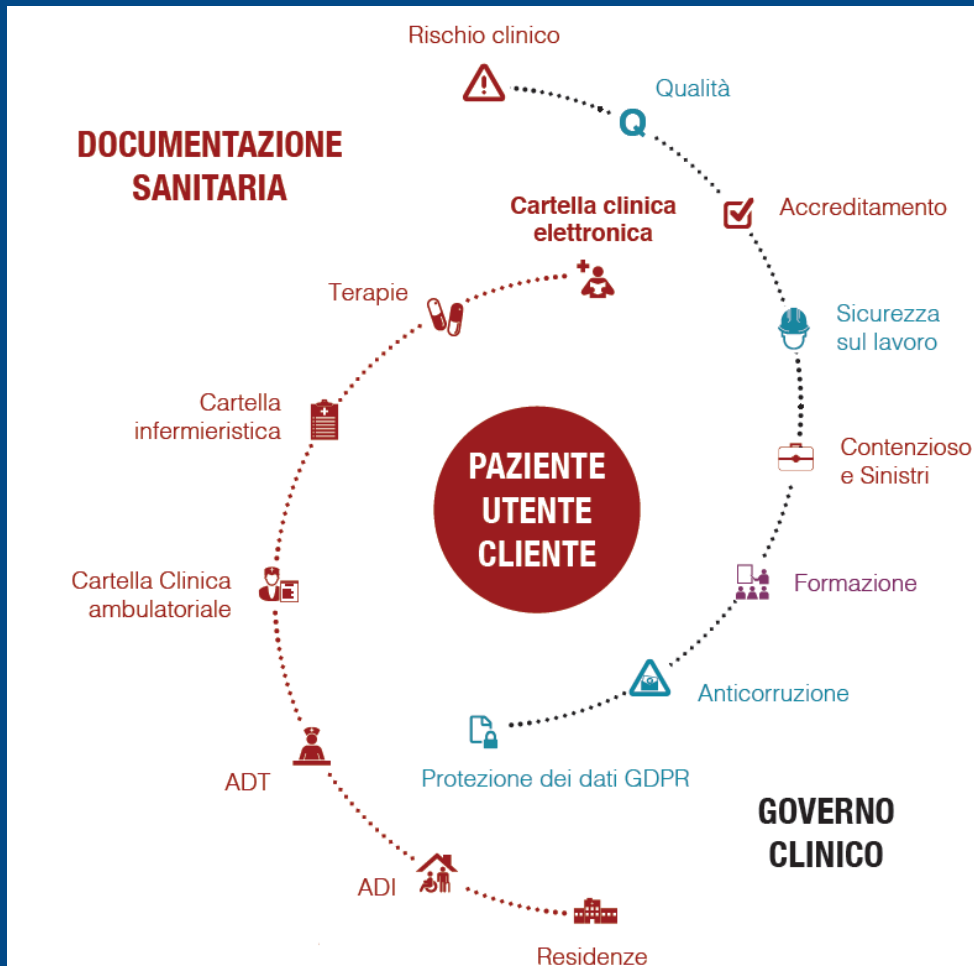 Rischio clinico
Qualità
Q
DOCUMENTAZIONE
SANITARIA
Cartella clinica
elettronica
Accreditamento
Terapie
Sicurezza
sul lavoro
Cartella
infermieristica
Contenzioso
e Sinistri
PAZIENTE
UTENTE
CLIENTE
Cartella Clinica
ambulatoriale
Formazione
Anticorruzione
ADT
Protezione dei dati GDPR
GOVERNO
CLINICO
ADI
Residenze